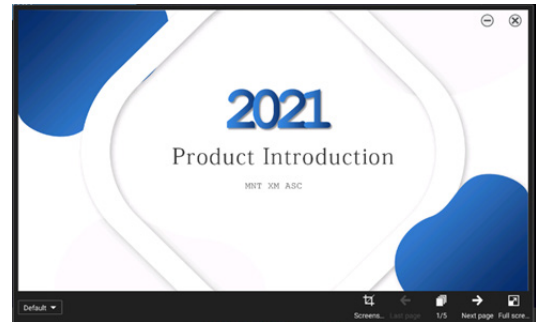 2021
Product Introduction
MNT XM ASC
Default
Screens... Last page 1/5 Next page Full scre...